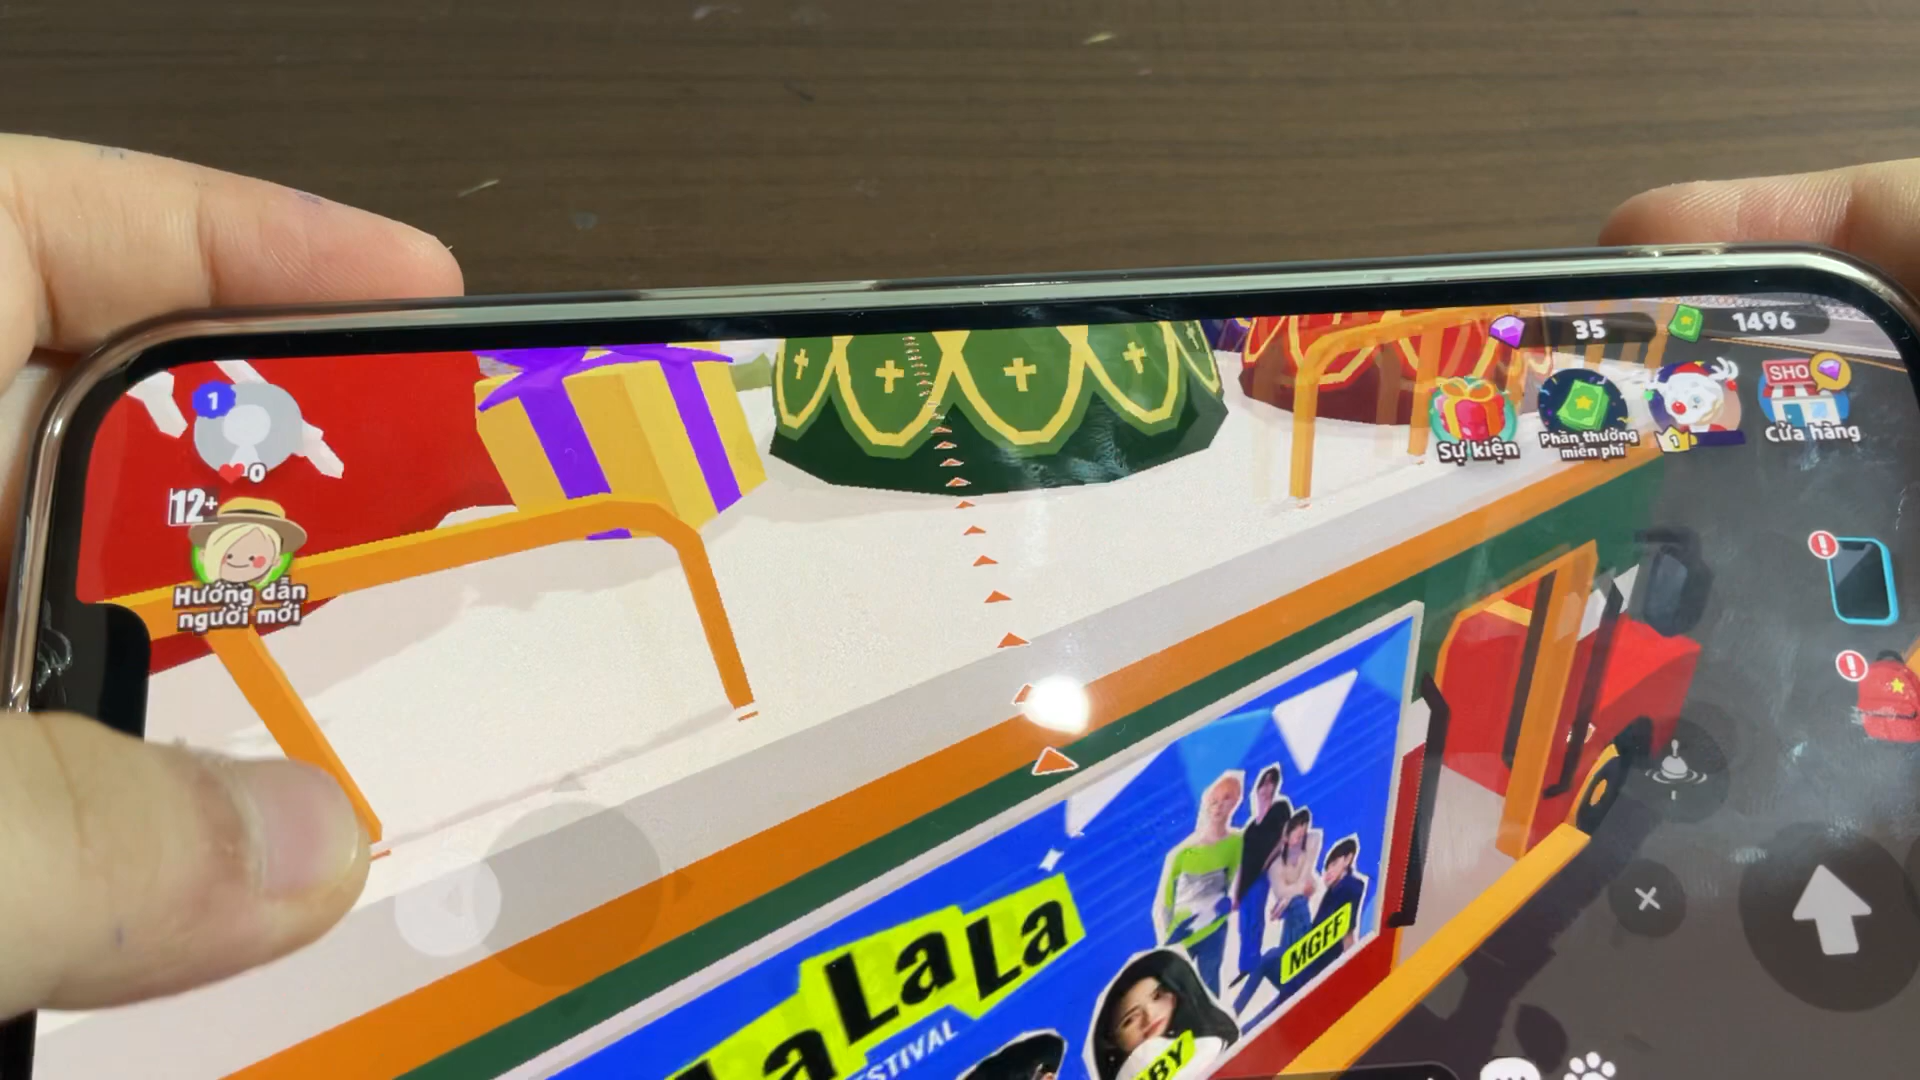 35
1496
1
SHO
0
Sự kiện
Phần thưởng
miễn phí
1
Cửa hàng
12+
Hướng dẫn
người mới
LaLaLa
MGFF